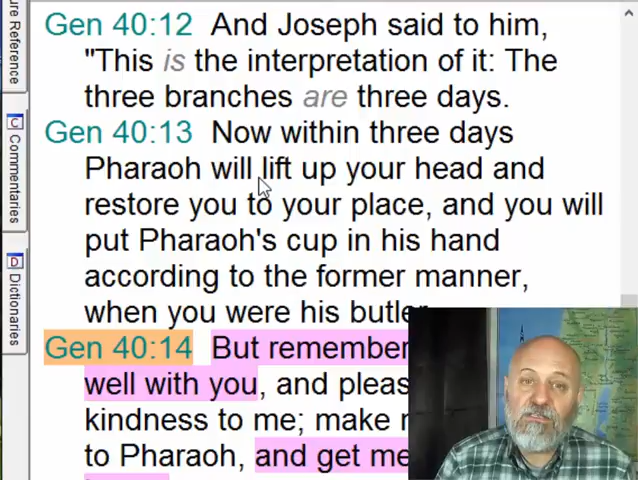 ure Reference
Commentaries
Dictionaries
Gen 40:12 And Joseph said to him,
"This is the interpretation of it: The
three branches are three days.
Gen 40:13 Now within three days
Pharaoh will lift up your head and
restore you to your place, and you will
put Pharaoh's cup in his hand
according to the former manner,
when you were his butler
Gen 40:14 But remember
well with you, and pleas
kindness to me; make
to Pharaoh, and get me